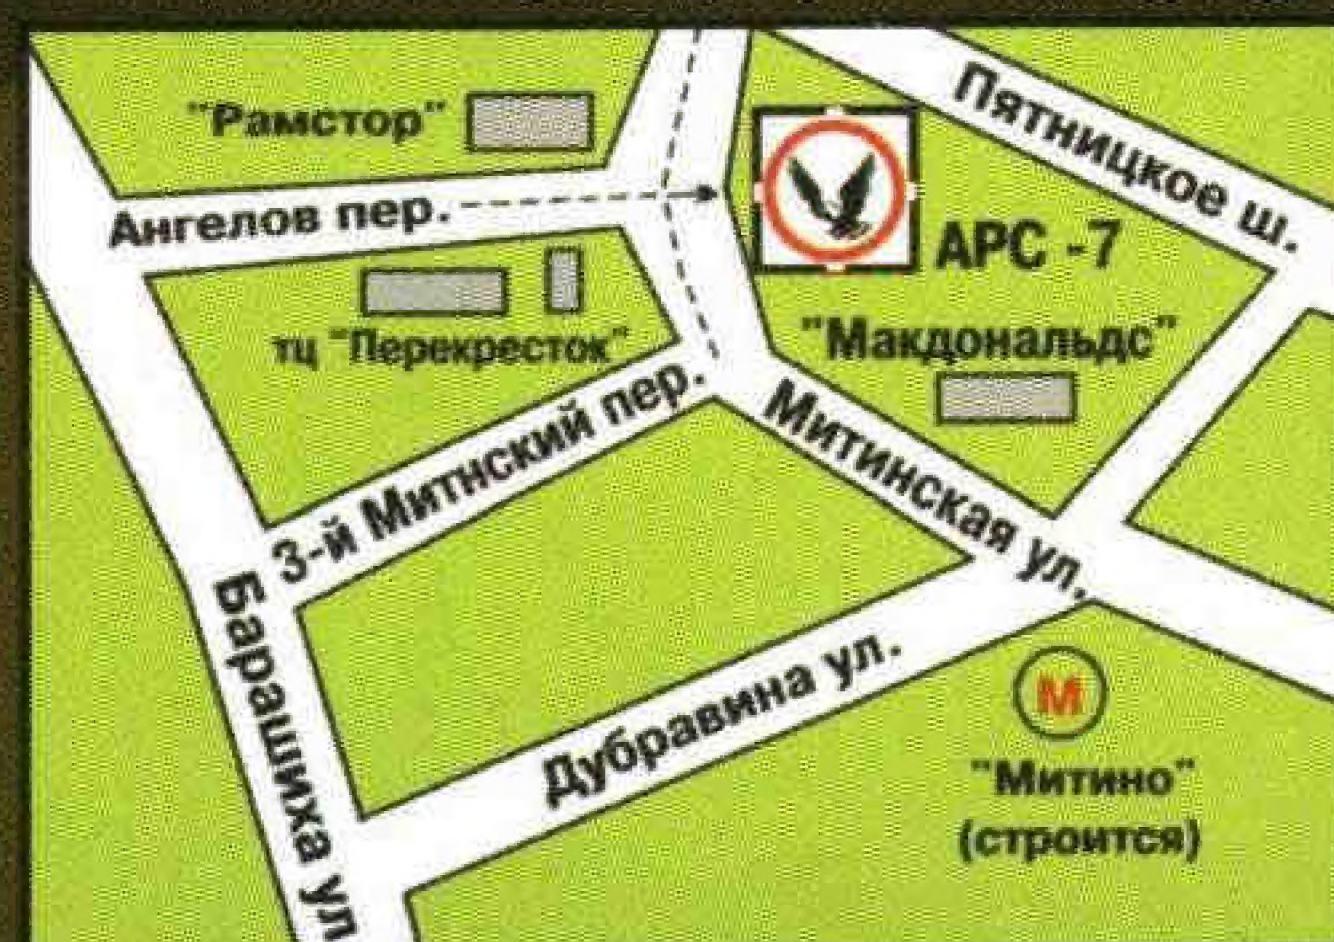 Пятницкое ш.
"Рамстор"
Ангелов пер.
АРС -7
тц "Перекресток"
"Макдональдс"
3-й Митнский пер.
Митинская ул.
Барашиха ул
Дубравина ул.
М
"Митино"
(строится)